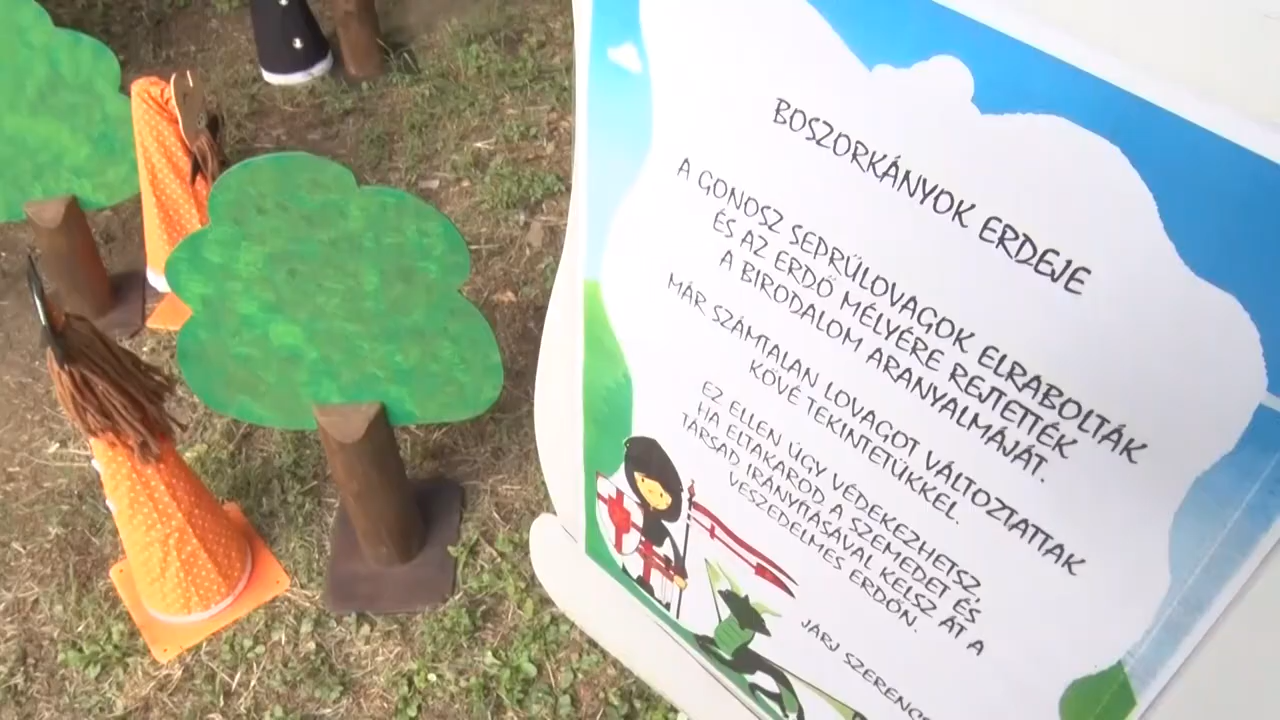 BOSZORKÁNYOK ERDEJE
A GONOSZ SEPRŰLOVAGOK ELRABOLTÁK
ÉS AZ ERDŐ MÉLYÉRE REJTETTÉK
A BIRODALOM ARANYALMÁJÁT.
MÁR SZÁMTALAN LOVAGOT VÁLTOZTATTAK
KŐVÉ TEKINTETÜKKEL.
EZ ELLEN ÚGY VÉDEKEZHETSZ,
HA ELTAKAROD A SZEMEDET ÉS
TÁRSAD IRÁNYÍTÁSÁVAL KELSZ ÁT A
VESZEDELMES ERDŐN.
JÁRJ